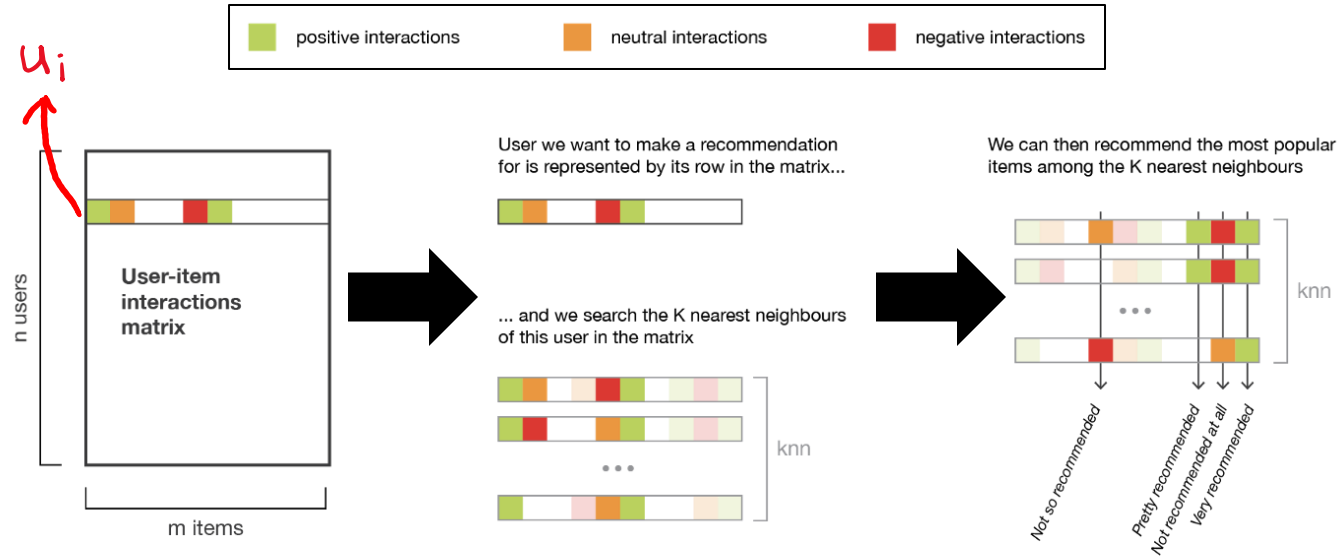 positive interactions
neutral interactions
negative interactions
ui
n users
User-item
interactions
matrix
m items
User we want to make a recommendation
for is represented by its row in the matrix...
... and we search the K nearest neighbours
of this user in the matrix
knn
We can then recommend the most popular
items among the K nearest neighbours
knn
Not so recommended
Pretty recommended
Not recommended at all
Very recommended